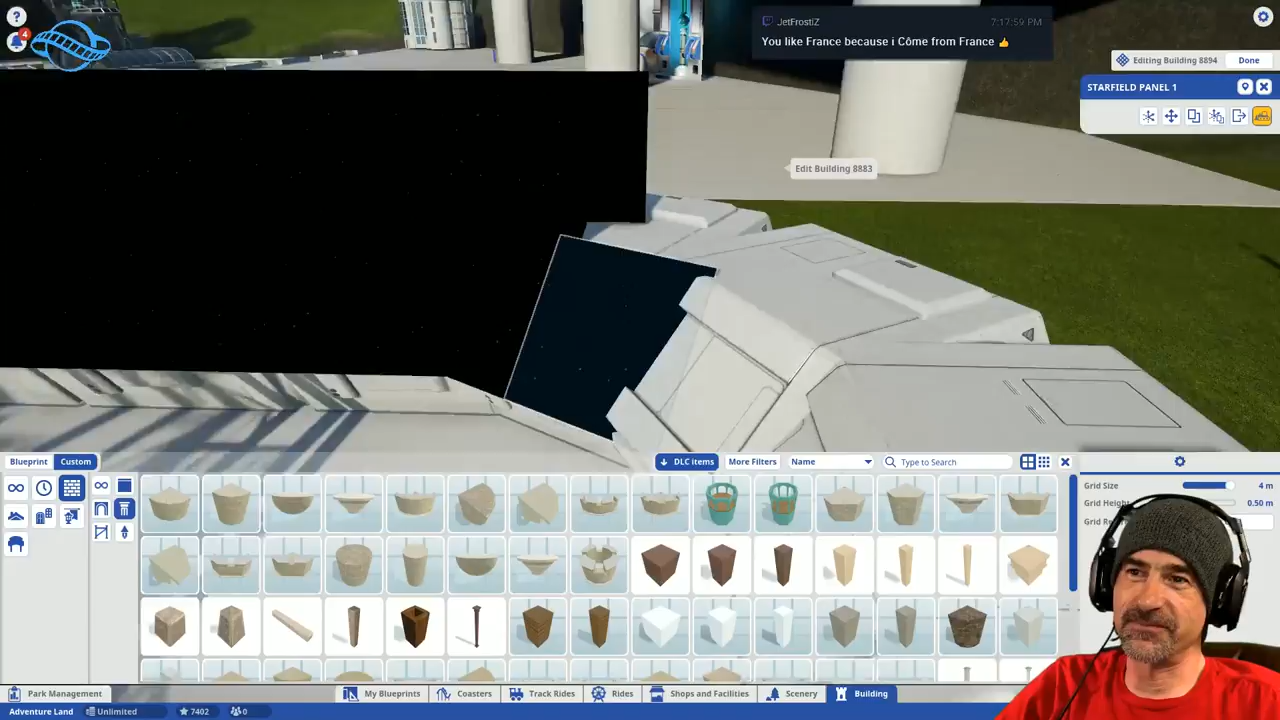 ?
4
JetFrostIZ
7:17:59 PM
You like France because i Côme from France 👍
Editing Building 8894
Done
STARFIELD PANEL 1
Edit Building 8883
Blueprint
Custom
DLC items
More Filters
Name
Type to Search
Grid Size
4 m
Grid Height
0.50 m
Park Management
My Blueprints
Coasters
Track Rides
Rides
Shops and Facilities
Scenery
Building
Adventure Land
Unlimited
7402
0